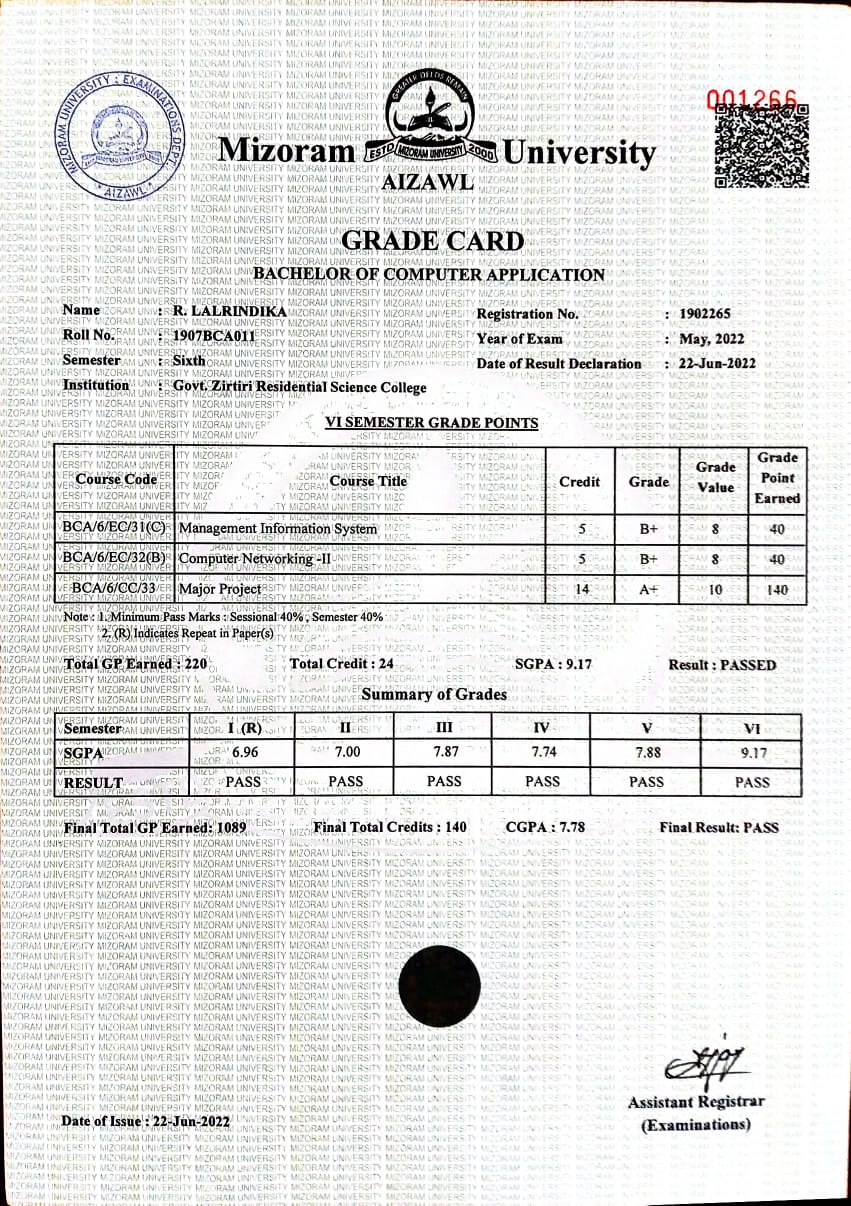 001266
MIZORAM UNIVERSITY : EXAMINATIONS DEPTT.
* AIZAWL *
GREATER DEEDS REMAIN
ESTD MIZORAM UNIVERSITY 2000
Mizoram University
AIZAWL
GRADE CARD
BACHELOR OF COMPUTER APPLICATION
Name : R. LALRINDIKA
Registration No. : 1902265
Roll No. : 1907BCA011
Year of Exam : May, 2022
Semester : Sixth
Date of Result Declaration : 22-Jun-2022
Institution : Govt. Zirtiri Residential Science College
VI SEMESTER GRADE POINTS
Course Code Course Title Credit Grade Grade Value Grade Point Earned
BCA/6/EC/31(C) Management Information System 5 B+ 8 40
BCA/6/EC/32(B) Computer Networking -II 5 B+ 8 40
BCA/6/CC/33 Major Project 14 A+ 10 140
Note : 1. Minimum Pass Marks : Sessional 40% , Semester 40%
2. (R) Indicates Repeat in Paper(s)
Total GP Earned : 220 Total Credit : 24 SGPA : 9.17 Result : PASSED
Summary of Grades
Semester I (R) II III IV V VI
SGPA 6.96 7.00 7.87 7.74 7.88 9.17
RESULT PASS PASS PASS PASS PASS PASS
Final Total GP Earned: 1089 Final Total Credits : 140 CGPA : 7.78 Final Result: PASS
Assistant Registrar
(Examinations)
Date of Issue : 22-Jun-2022